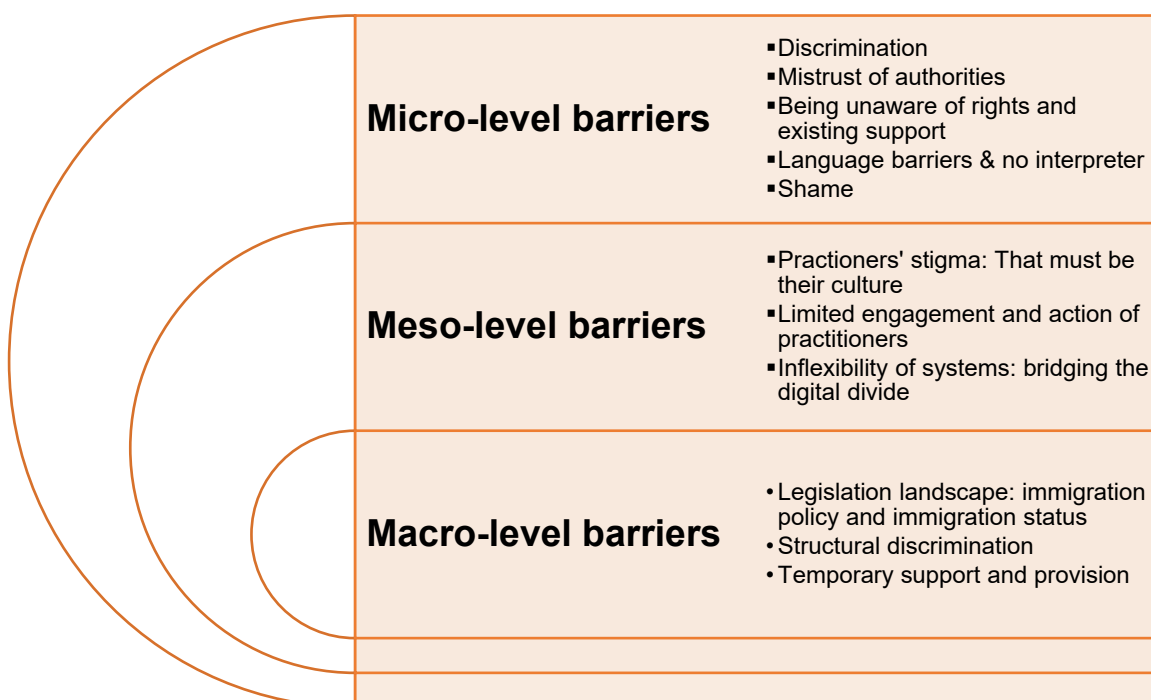 Micro-level barriers
▪Discrimination
▪Mistrust of authorities
▪Being unaware of rights and
existing support
▪Language barriers & no interpreter
▪Shame
Meso-level barriers
▪Practioners' stigma: That must be
their culture
▪Limited engagement and action of
practitioners
▪Inflexibility of systems: bridging the
digital divide
Macro-level barriers
•Legislation landscape: immigration
policy and immigration status
•Structural discrimination
•Temporary support and provision